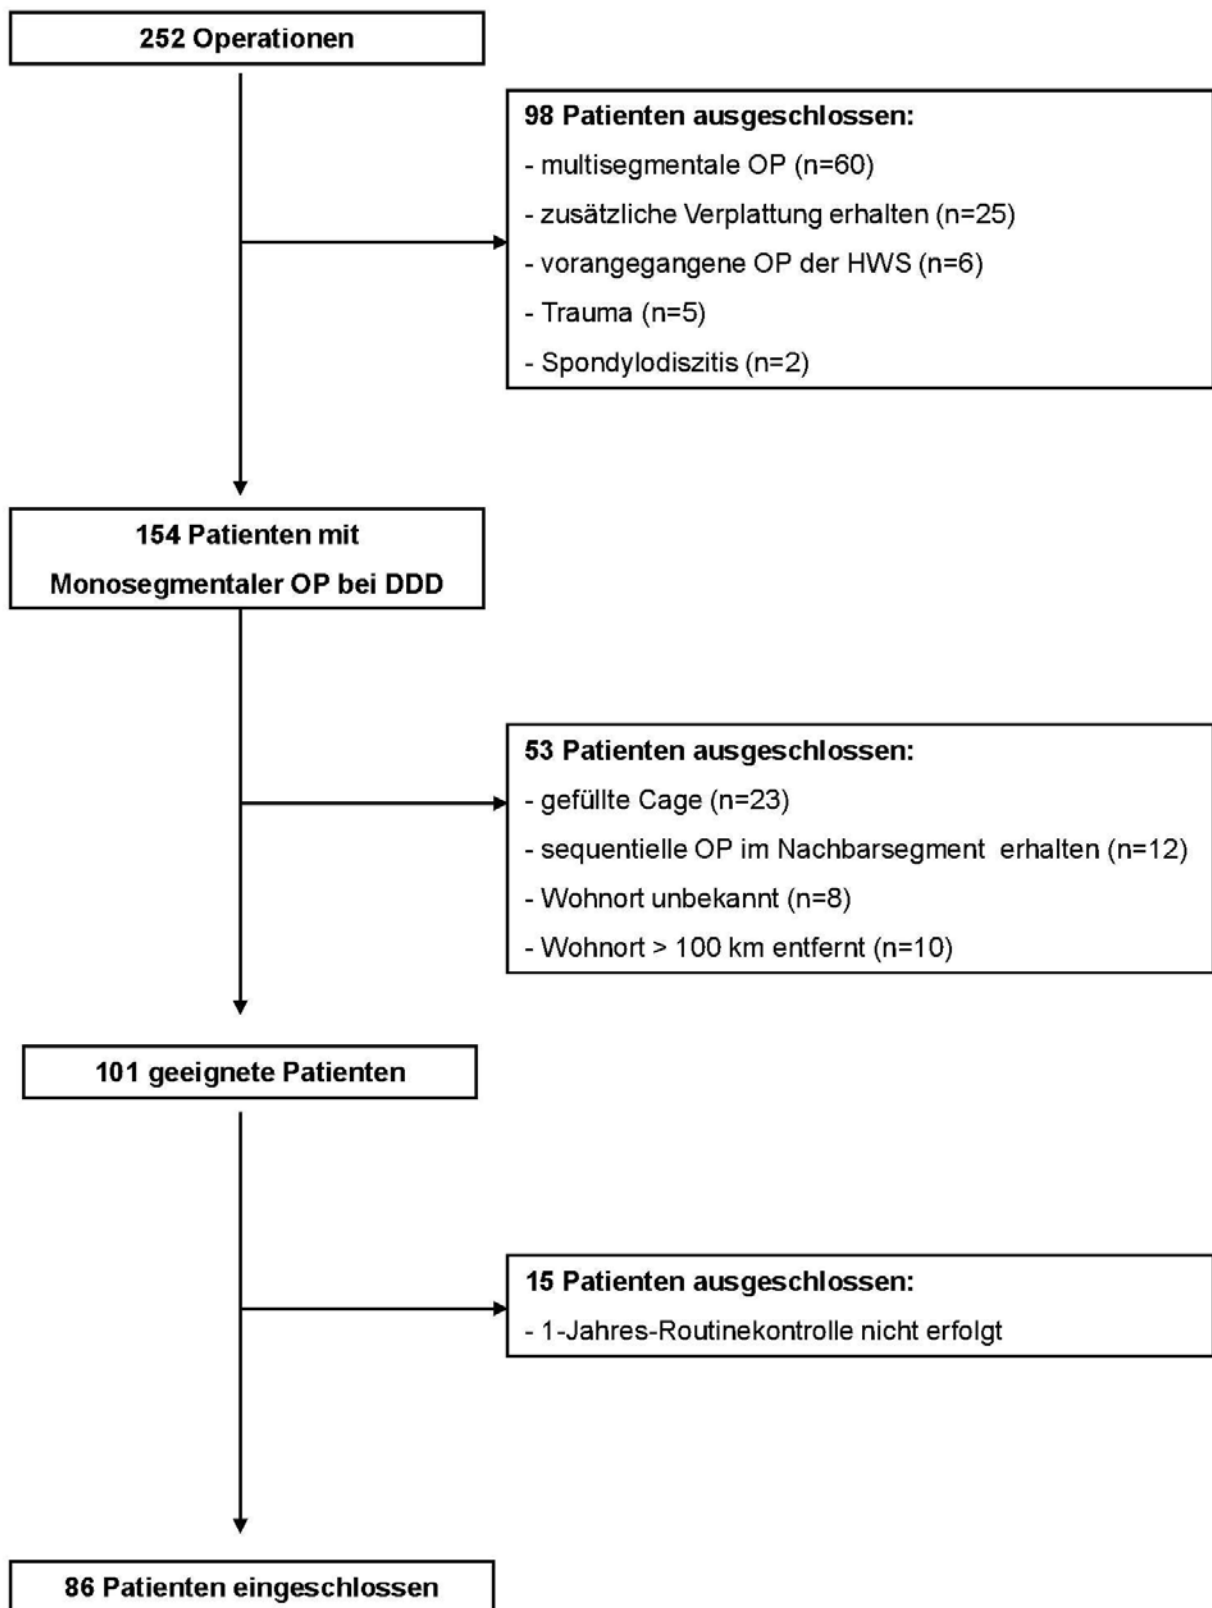 252 Operationen
98 Patienten ausgeschlossen:
- multisegmentale OP (n=60)
- zusätzliche Verplattung erhalten (n=25)
- vorangegangene OP der HWS (n=6)
- Trauma (n=5)
- Spondylodiszitis (n=2)
154 Patienten mit
Monosegmentaler OP bei DDD
53 Patienten ausgeschlossen:
- gefüllte Cage (n=23)
- sequentielle OP im Nachbarsegment erhalten (n=12)
- Wohnort unbekannt (n=8)
- Wohnort > 100 km entfernt (n=10)
101 geeignete Patienten
15 Patienten ausgeschlossen:
- 1-Jahres-Routinekontrolle nicht erfolgt
86 Patienten eingeschlossen